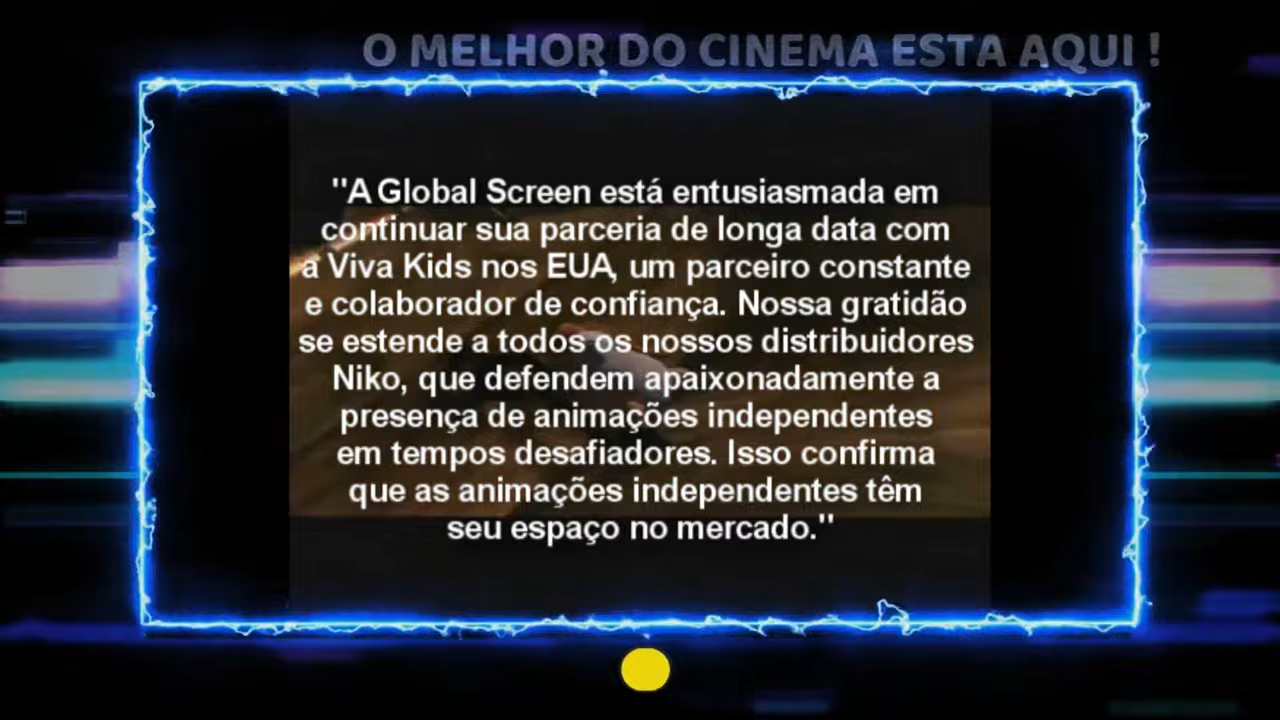 O MELHOR DO CINEMA ESTA AQUI !
"A Global Screen está entusiasmada em
continuar sua parceria de longa data com
a Viva Kids nos EUA, um parceiro constante
e colaborador de confiança. Nossa gratidão
se estende a todos os nossos distribuidores
Niko, que defendem apaixonadamente a
presença de animações independentes
em tempos desafiadores. Isso confirma
que as animações independentes têm
seu espaço no mercado."